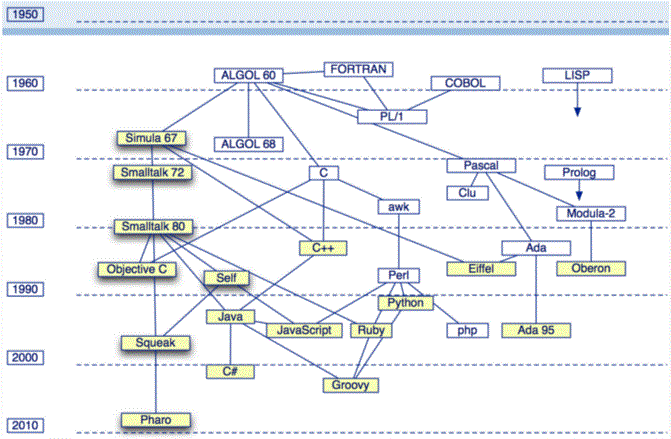 1950
FORTRAN
ALGOL 60
LISP
1960
COBOL
PL/1
Simula 67
ALGOL 68
1970
Pascal
Smalltalk 72
C
Prolog
Clu
awk
Modula-2
1980
Smalltalk 80
C++
Ada
Objective C
Self
Perl
Eiffel
Oberon
1990
Python
Java
JavaScript
Ruby
php
Ada 95
Squeak
2000
C#
Groovy
Pharo
2010